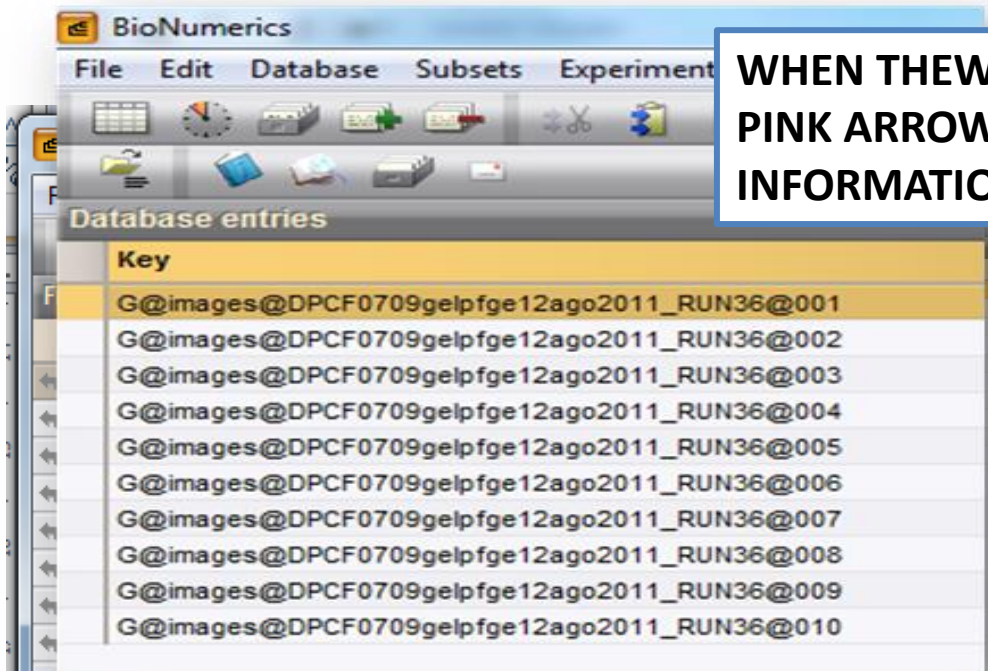 BioNumerics
File Edit Database Subsets Experiment
WHEN THEW
PINK ARROW
INFORMATIO
Database entries
Key
G@images@DPCF0709gelpfge12ago2011_RUN36@001
G@images@DPCF0709gelpfge12ago2011_RUN36@002
G@images@DPCF0709gelpfge12ago2011_RUN36@003
G@images@DPCF0709gelpfge12ago2011_RUN36@004
G@images@DPCF0709gelpfge12ago2011_RUN36@005
G@images@DPCF0709gelpfge12ago2011_RUN36@006
G@images@DPCF0709gelpfge12ago2011_RUN36@007
G@images@DPCF0709gelpfge12ago2011_RUN36@008
G@images@DPCF0709gelpfge12ago2011_RUN36@009
G@images@DPCF0709gelpfge12ago2011_RUN36@010